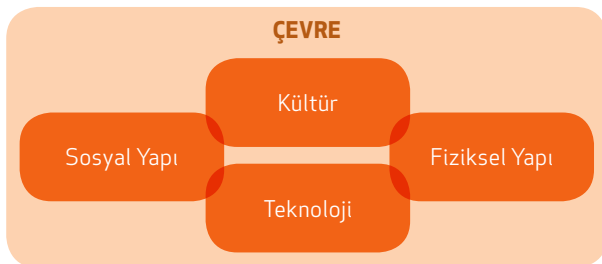 ÇEVRE
Kültür
Sosyal Yapı
Fiziksel Yapı
Teknoloji